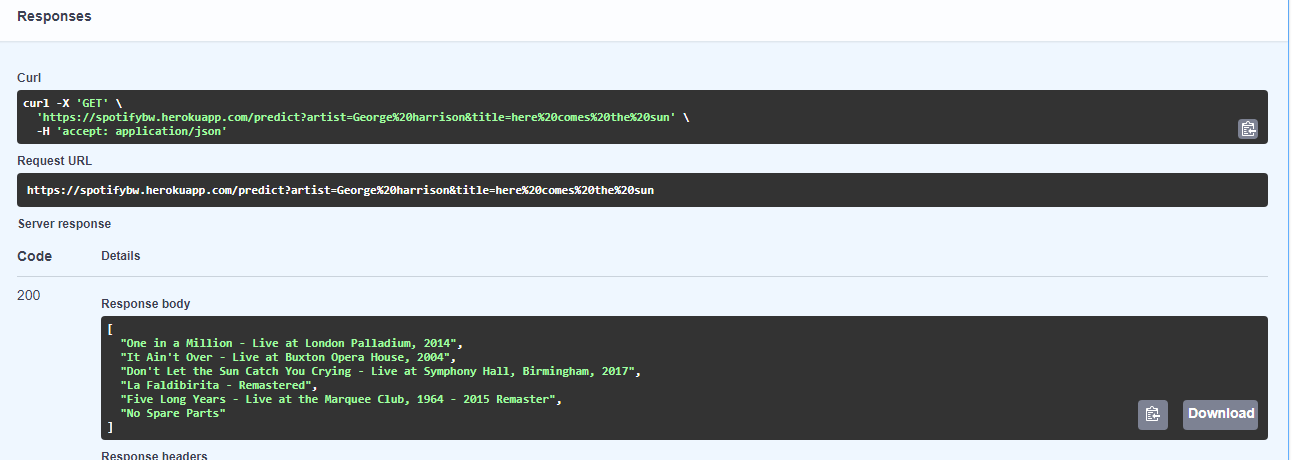 Responses
Curl
curl -X 'GET' \
'https://spotifybw.herokuapp.com/predict?artist=George%20harrison&title=here%20comes%20the%20sun' \
-H 'accept: application/json'
Request URL
https://spotifybw.herokuapp.com/predict?artist=George%20harrison&title=here%20comes%20the%20sun
Server response
Code Details
200
Response body
[
"One in a Million - Live at London Palladium, 2014",
"It Ain't Over - Live at Buxton Opera House, 2004",
"Don't Let the Sun Catch You Crying - Live at Symphony Hall, Birmingham, 2017",
"La Faldibirita - Remastered",
"Five Long Years - Live at the Marquee Club, 1964 - 2015 Remaster",
"No Spare Parts"
]
Download
Response headers